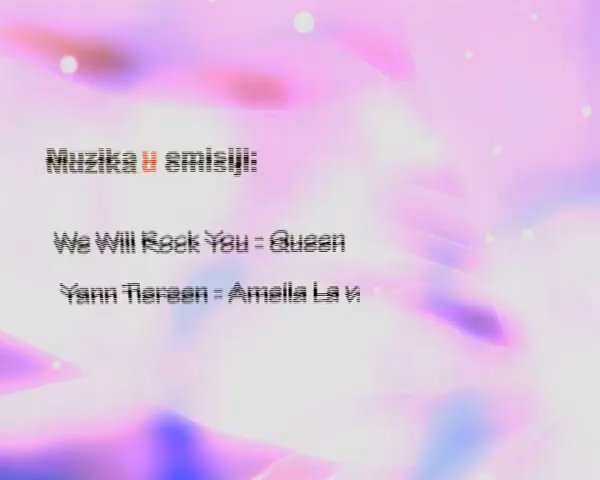 Muzika u emisiji:
We Will Rock You - Queen
Yann Tiersen - Amelia La v